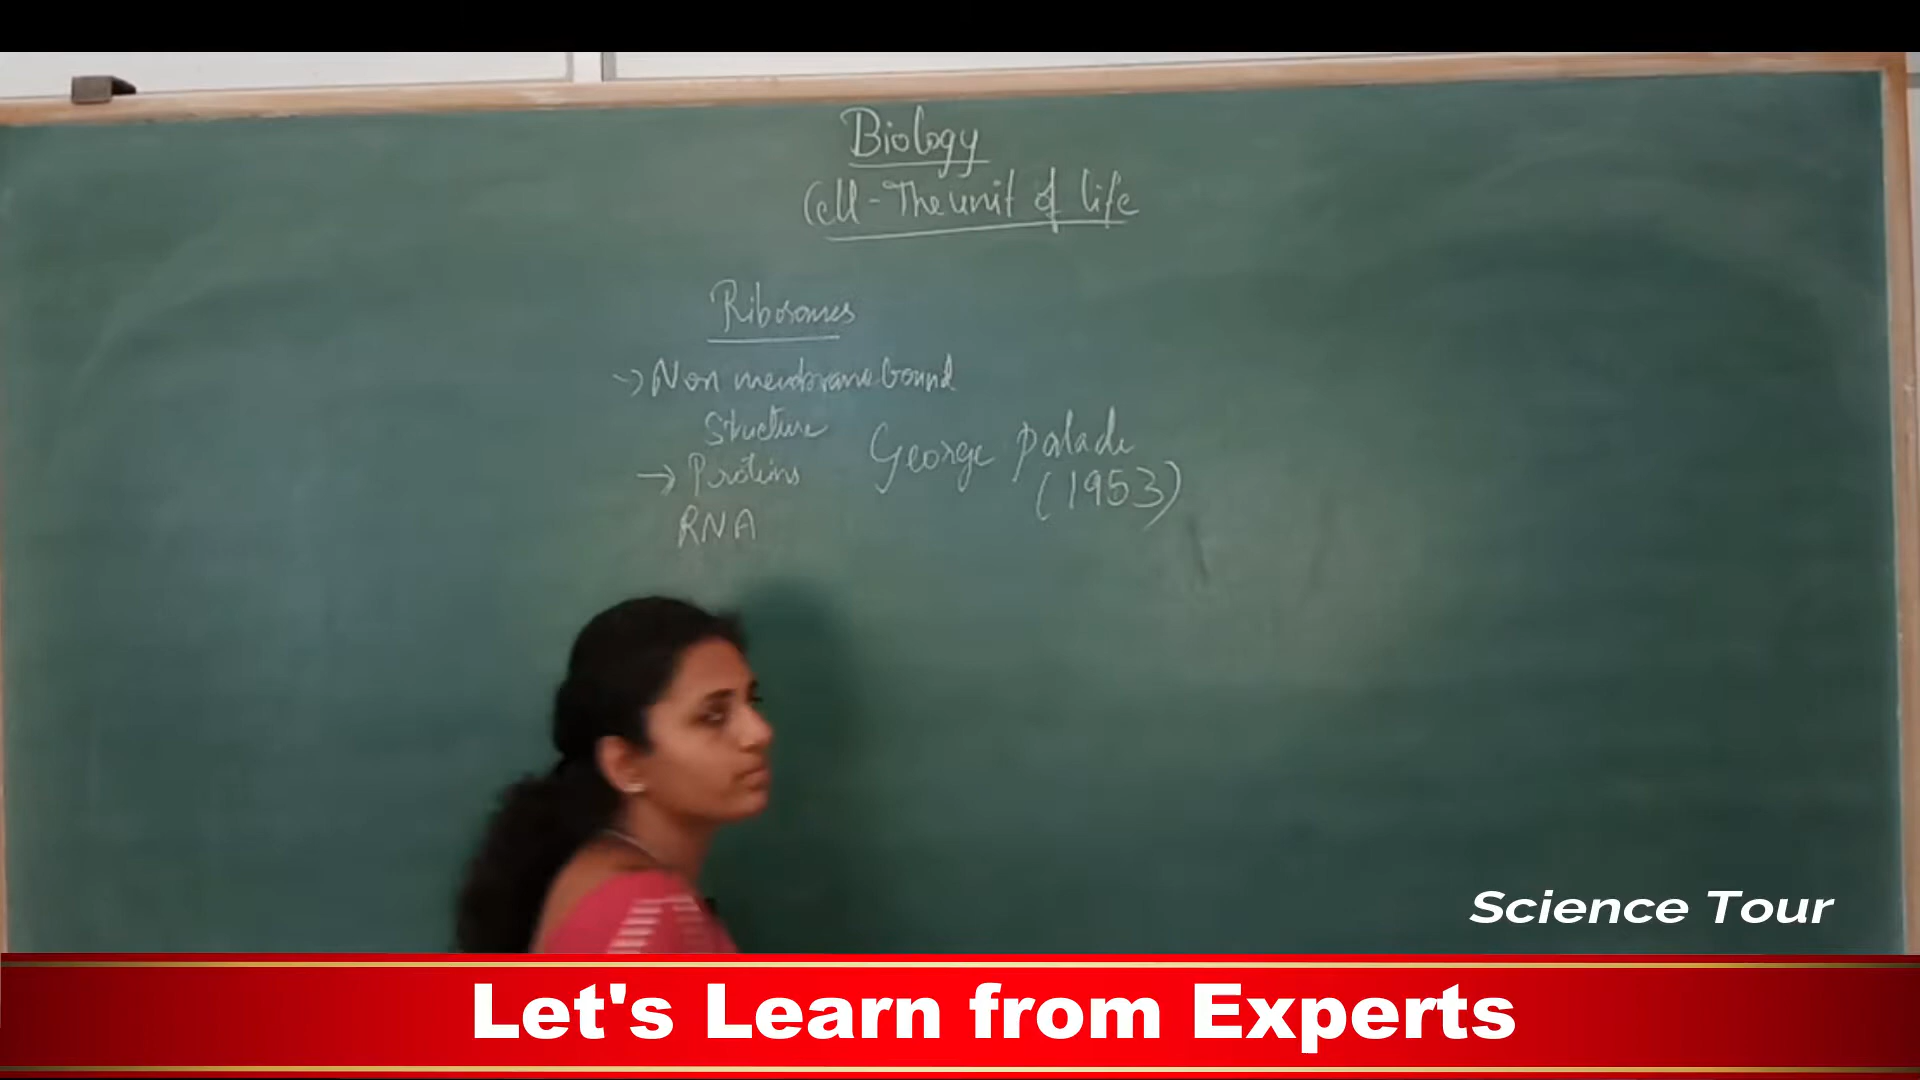 Biology
Cell - The unit of life
Ribosomes
-> Non membrane bound
Structure
-> Proteins
RNA
George Palade
(1953)
Science Tour
Let's Learn from Experts